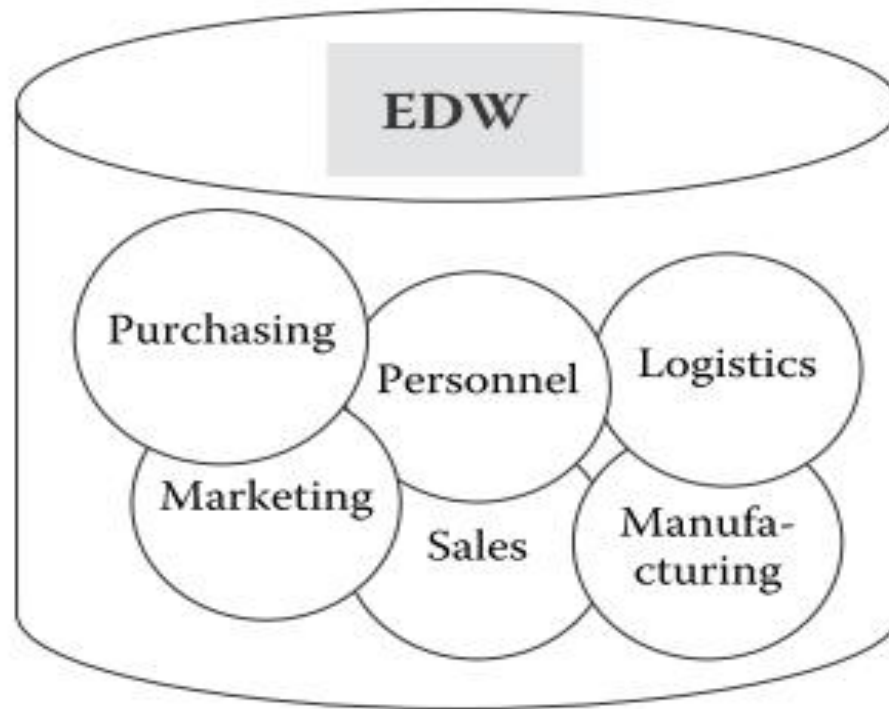 EDW
Purchasing
Personnel
Logistics
Marketing
Sales
Manufa-
cturing